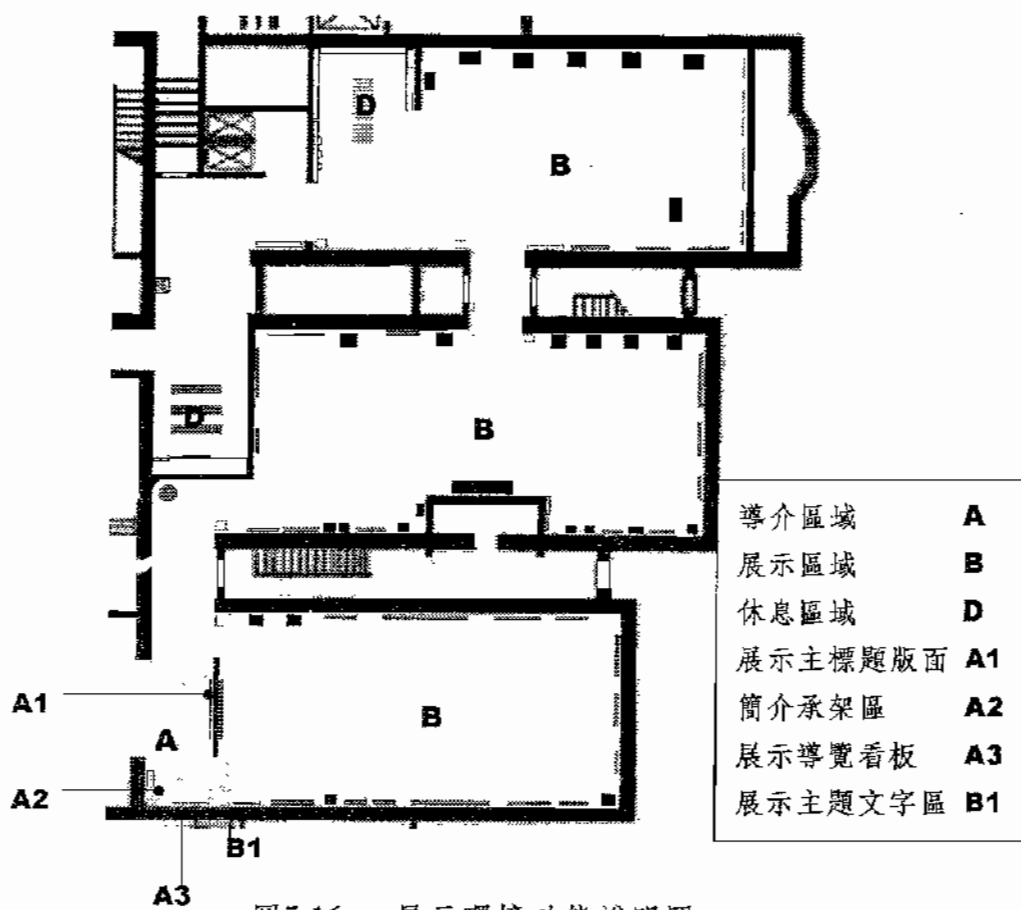 D
B
D
B
導介區域 A
展示區域 B
休息區域 D
展示主標題版面 A1
簡介承架區 A2
展示導覽看板 A3
展示主題文字區 B1
A1
B
A
A2
B1
A3